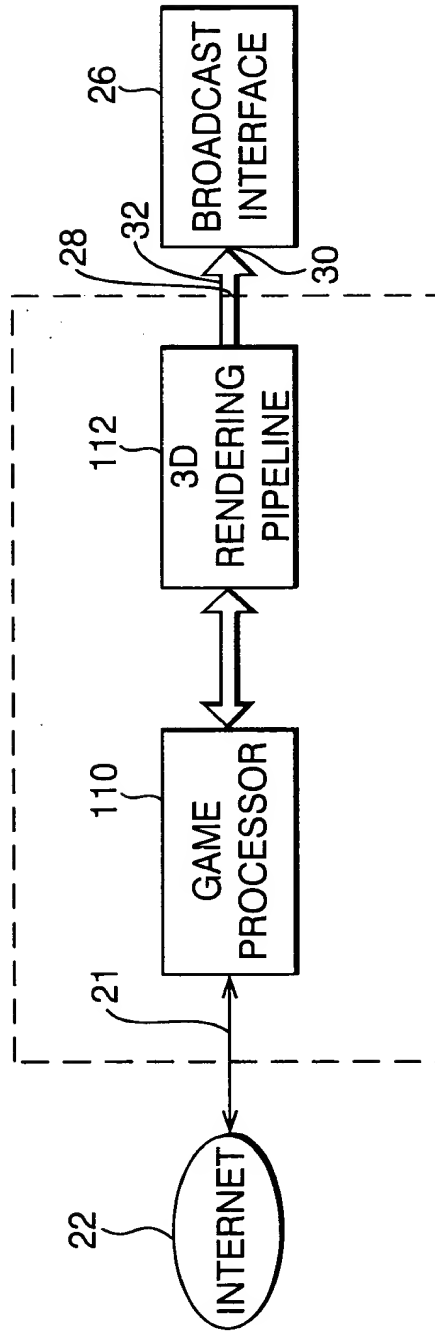 22
INTERNET
21
110
GAME
PROCESSOR
112
3D
RENDERING
PIPELINE
28
32
30
26
BROADCAST
INTERFACE